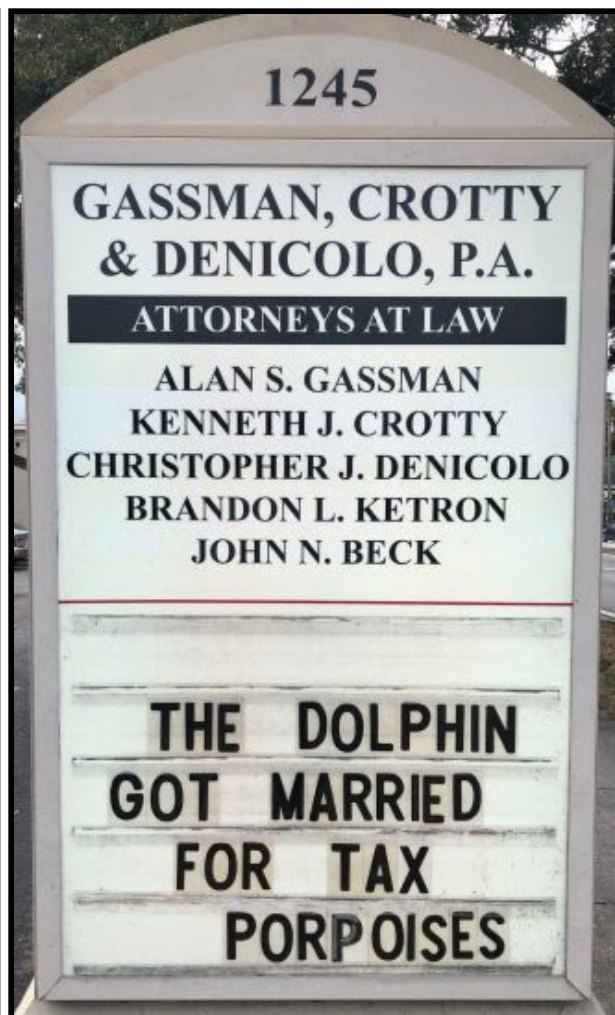 1245
GASSMAN, CROTTY
& DENICOLO, P.A.
ATTORNEYS AT LAW
ALAN S. GASSMAN
KENNETH J. CROTTY
CHRISTOPHER J. DENICOLO
BRANDON L. KETRON
JOHN N. BECK
THE DOLPHIN
GOT MARRIED
FOR TAX
PORPOISES